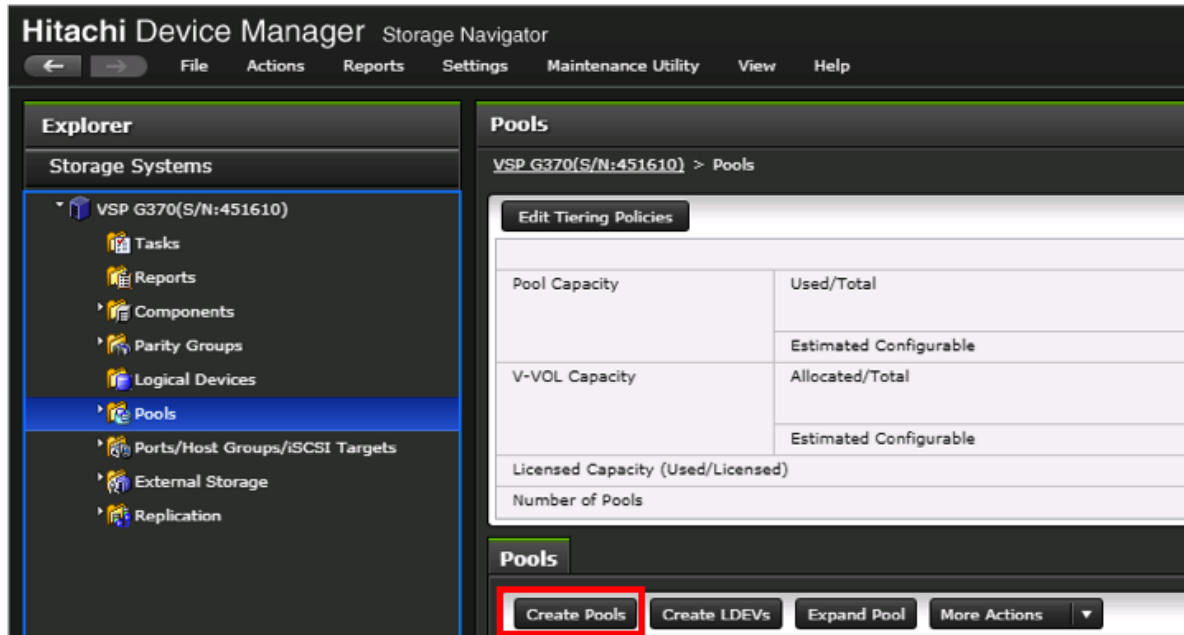 Hitachi Device Manager Storage Navigator
File Actions Reports Settings Maintenance Utility View Help
Explorer
Storage Systems
VSP G370(S/N:451610)
Tasks
Reports
Components
Parity Groups
Logical Devices
Pools
Ports/Host Groups/iSCSI Targets
External Storage
Replication
Pools
VSP G370(S/N:451610) > Pools
Edit Tiering Policies
Pool Capacity Used/Total
Estimated Configurable
V-VOL Capacity Allocated/Total
Estimated Configurable
Licensed Capacity (Used/Licensed)
Number of Pools
Pools
Create Pools Create LDEVs Expand Pool More Actions